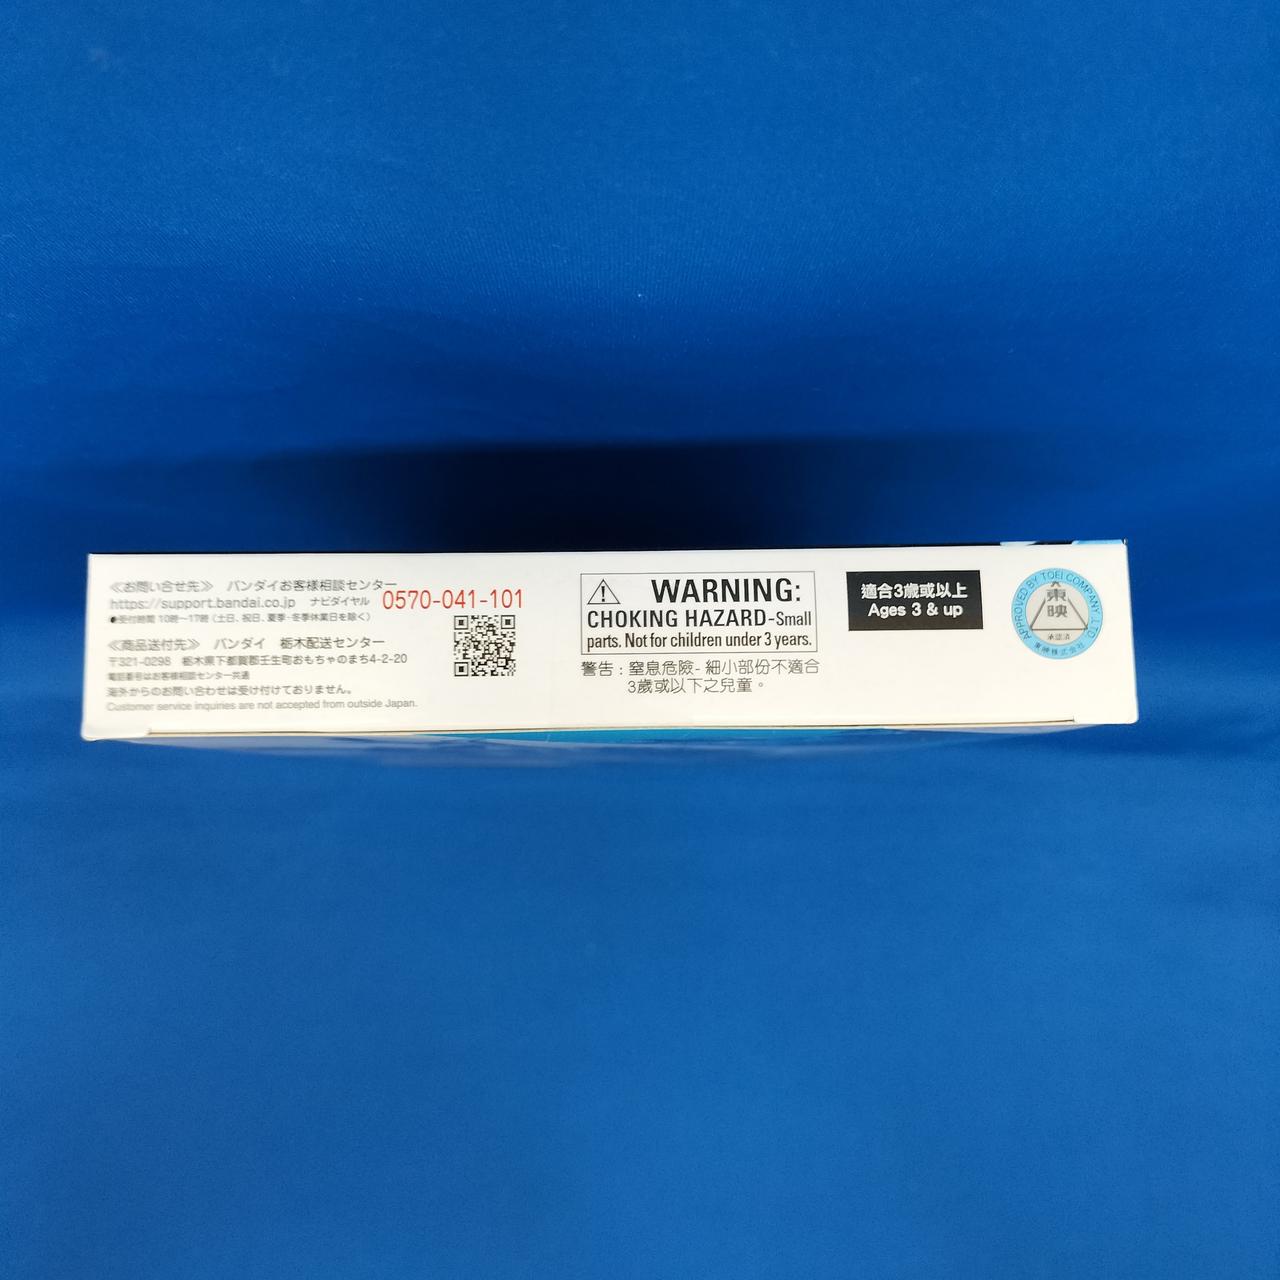 ≪お問い合せ先≫ バンダイお客様相談センター
https://support.bandai.co.jp ナビダイヤル 0570-041-101
●受付時間 10時〜17時 (土日、祝日、夏季・冬季休業日を除く)
≪商品送付先≫ バンダイ 栃木配送センター
〒321-0298 栃木県下都賀郡壬生町おもちゃのまち4-2-20
電話番号はお客様相談センター共通
海外からのお問い合わせは受け付けておりません。
Customer service inquiries are not accepted from outside Japan.
WARNING:
CHOKING HAZARD-Small
parts. Not for children under 3 years.
警告：窒息危險- 細小部份不適合
3歲或以下之兒童。
適合3歲或以上
Ages 3 & up
APPROVED BY TOEI COMPANY, LTD.
東映
承認済
東映株式会社